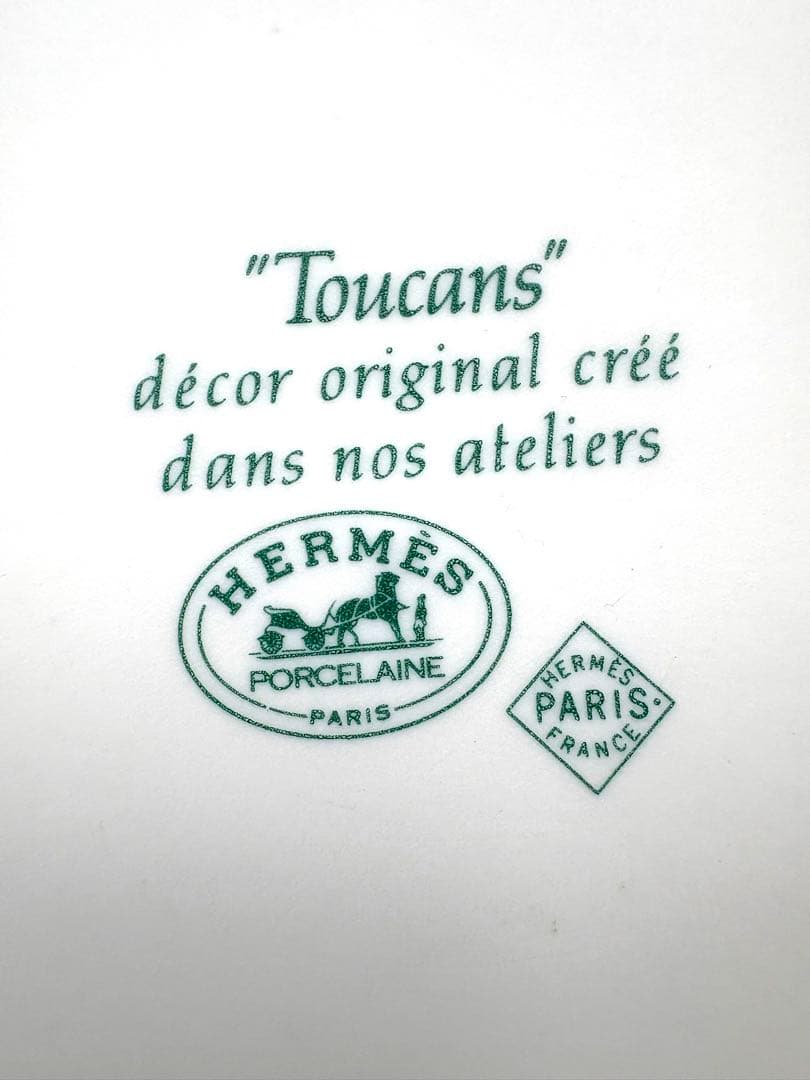 "Toucans"
décor original créé
dans nos ateliers
HERMÈS
PORCELAINE
PARIS
HERMÈS
PARIS
FRANCE